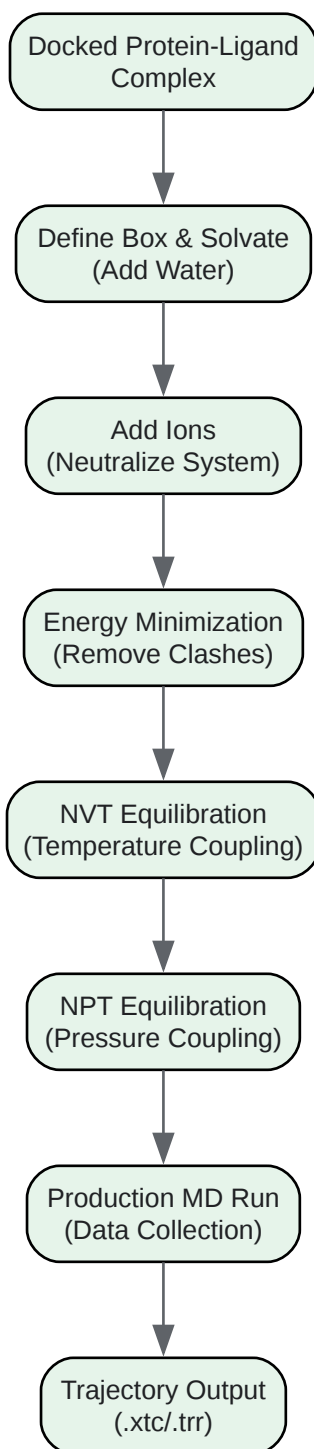 Docked Protein-Ligand
Complex
Define Box & Solvate
(Add Water)
Add Ions
(Neutralize System)
Energy Minimization
(Remove Clashes)
NVT Equilibration
(Temperature Coupling)
NPT Equilibration
(Pressure Coupling)
Production MD Run
(Data Collection)
Trajectory Output
(.xtc/.trr)